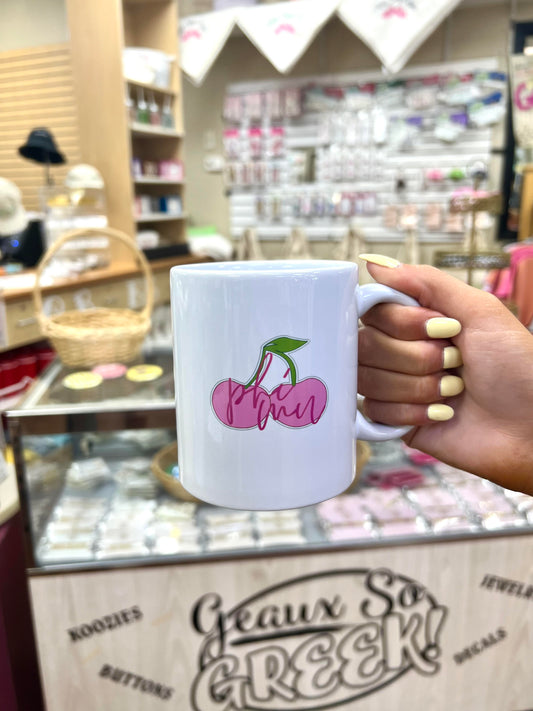 phi
mu
Geaux So
GREEK!
KOOZIES
BUTTONS
JEWELRY
DECALS